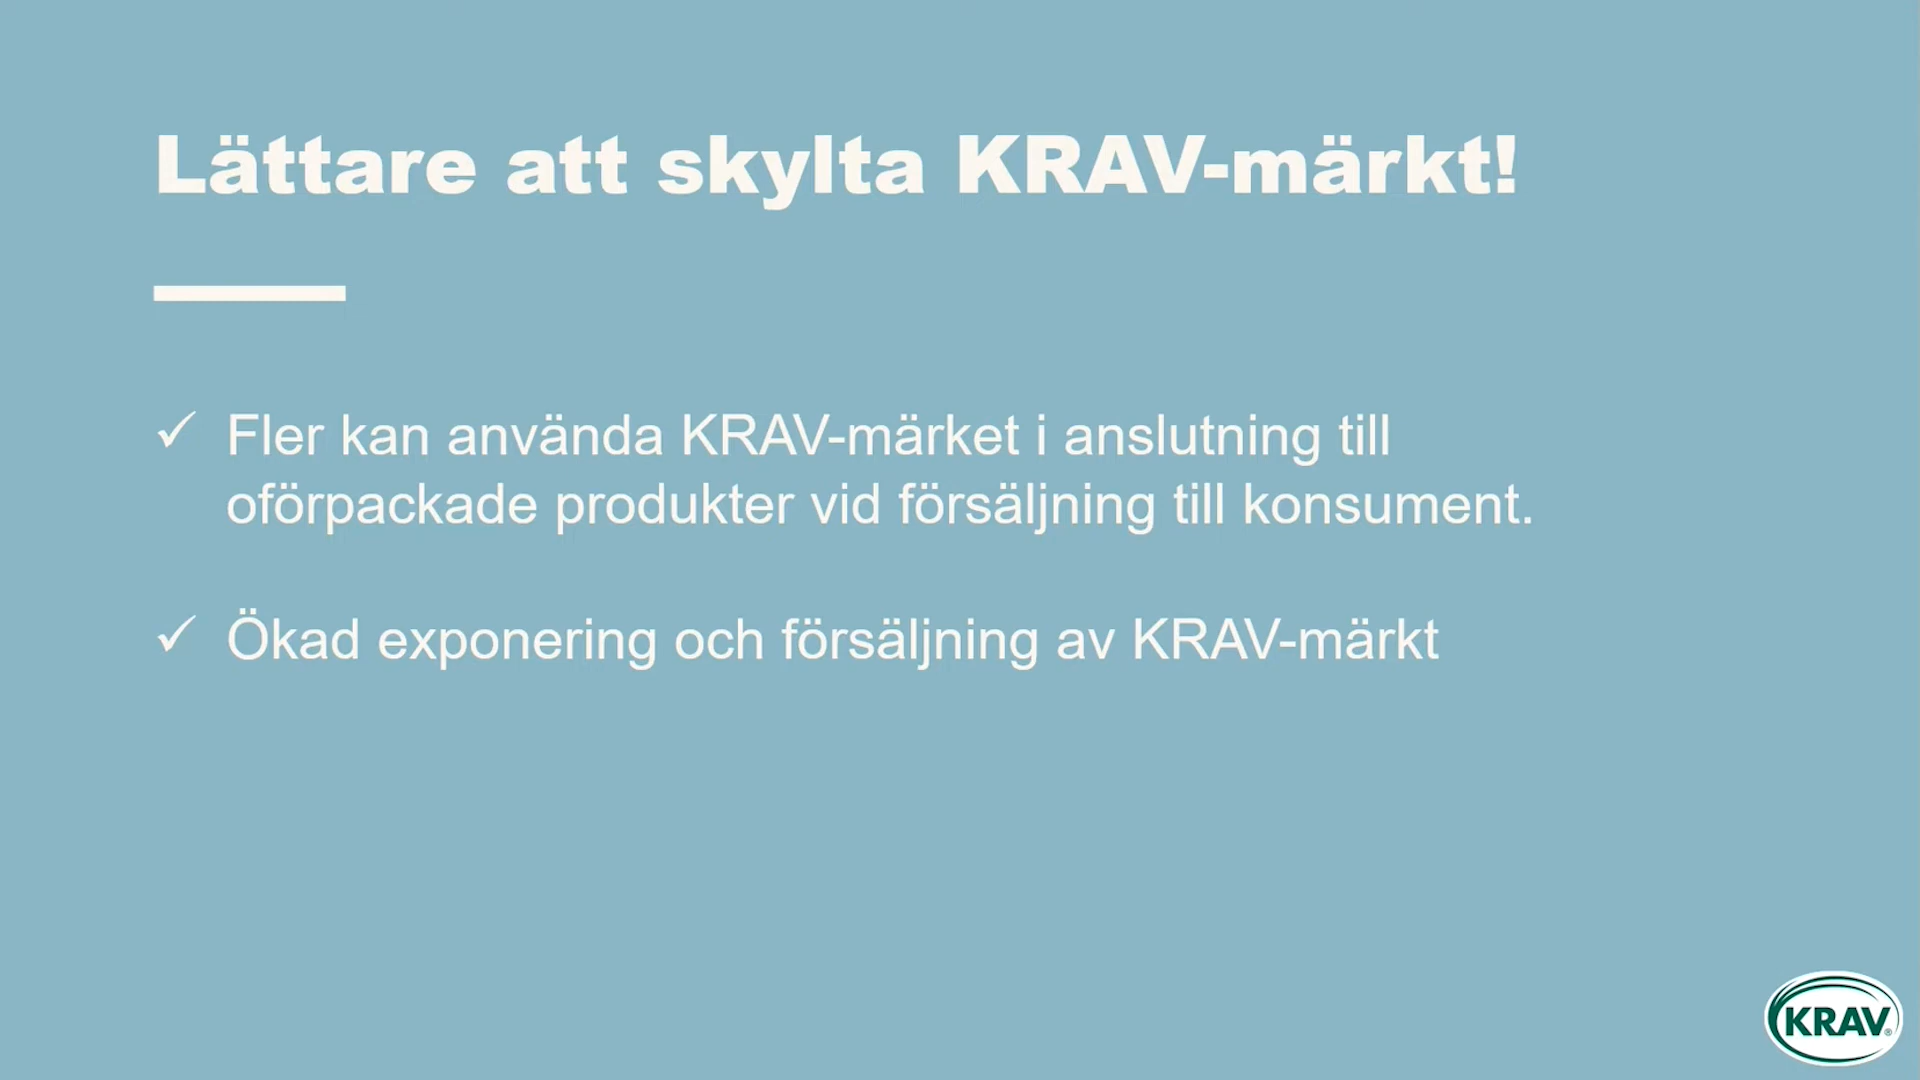 Lättare att skylta KRAV-märkt!
✓ Fler kan använda KRAV-märket i anslutning till
oförpackade produkter vid försäljning till konsument.
✓ Ökad exponering och försäljning av KRAV-märkt
KRAV®